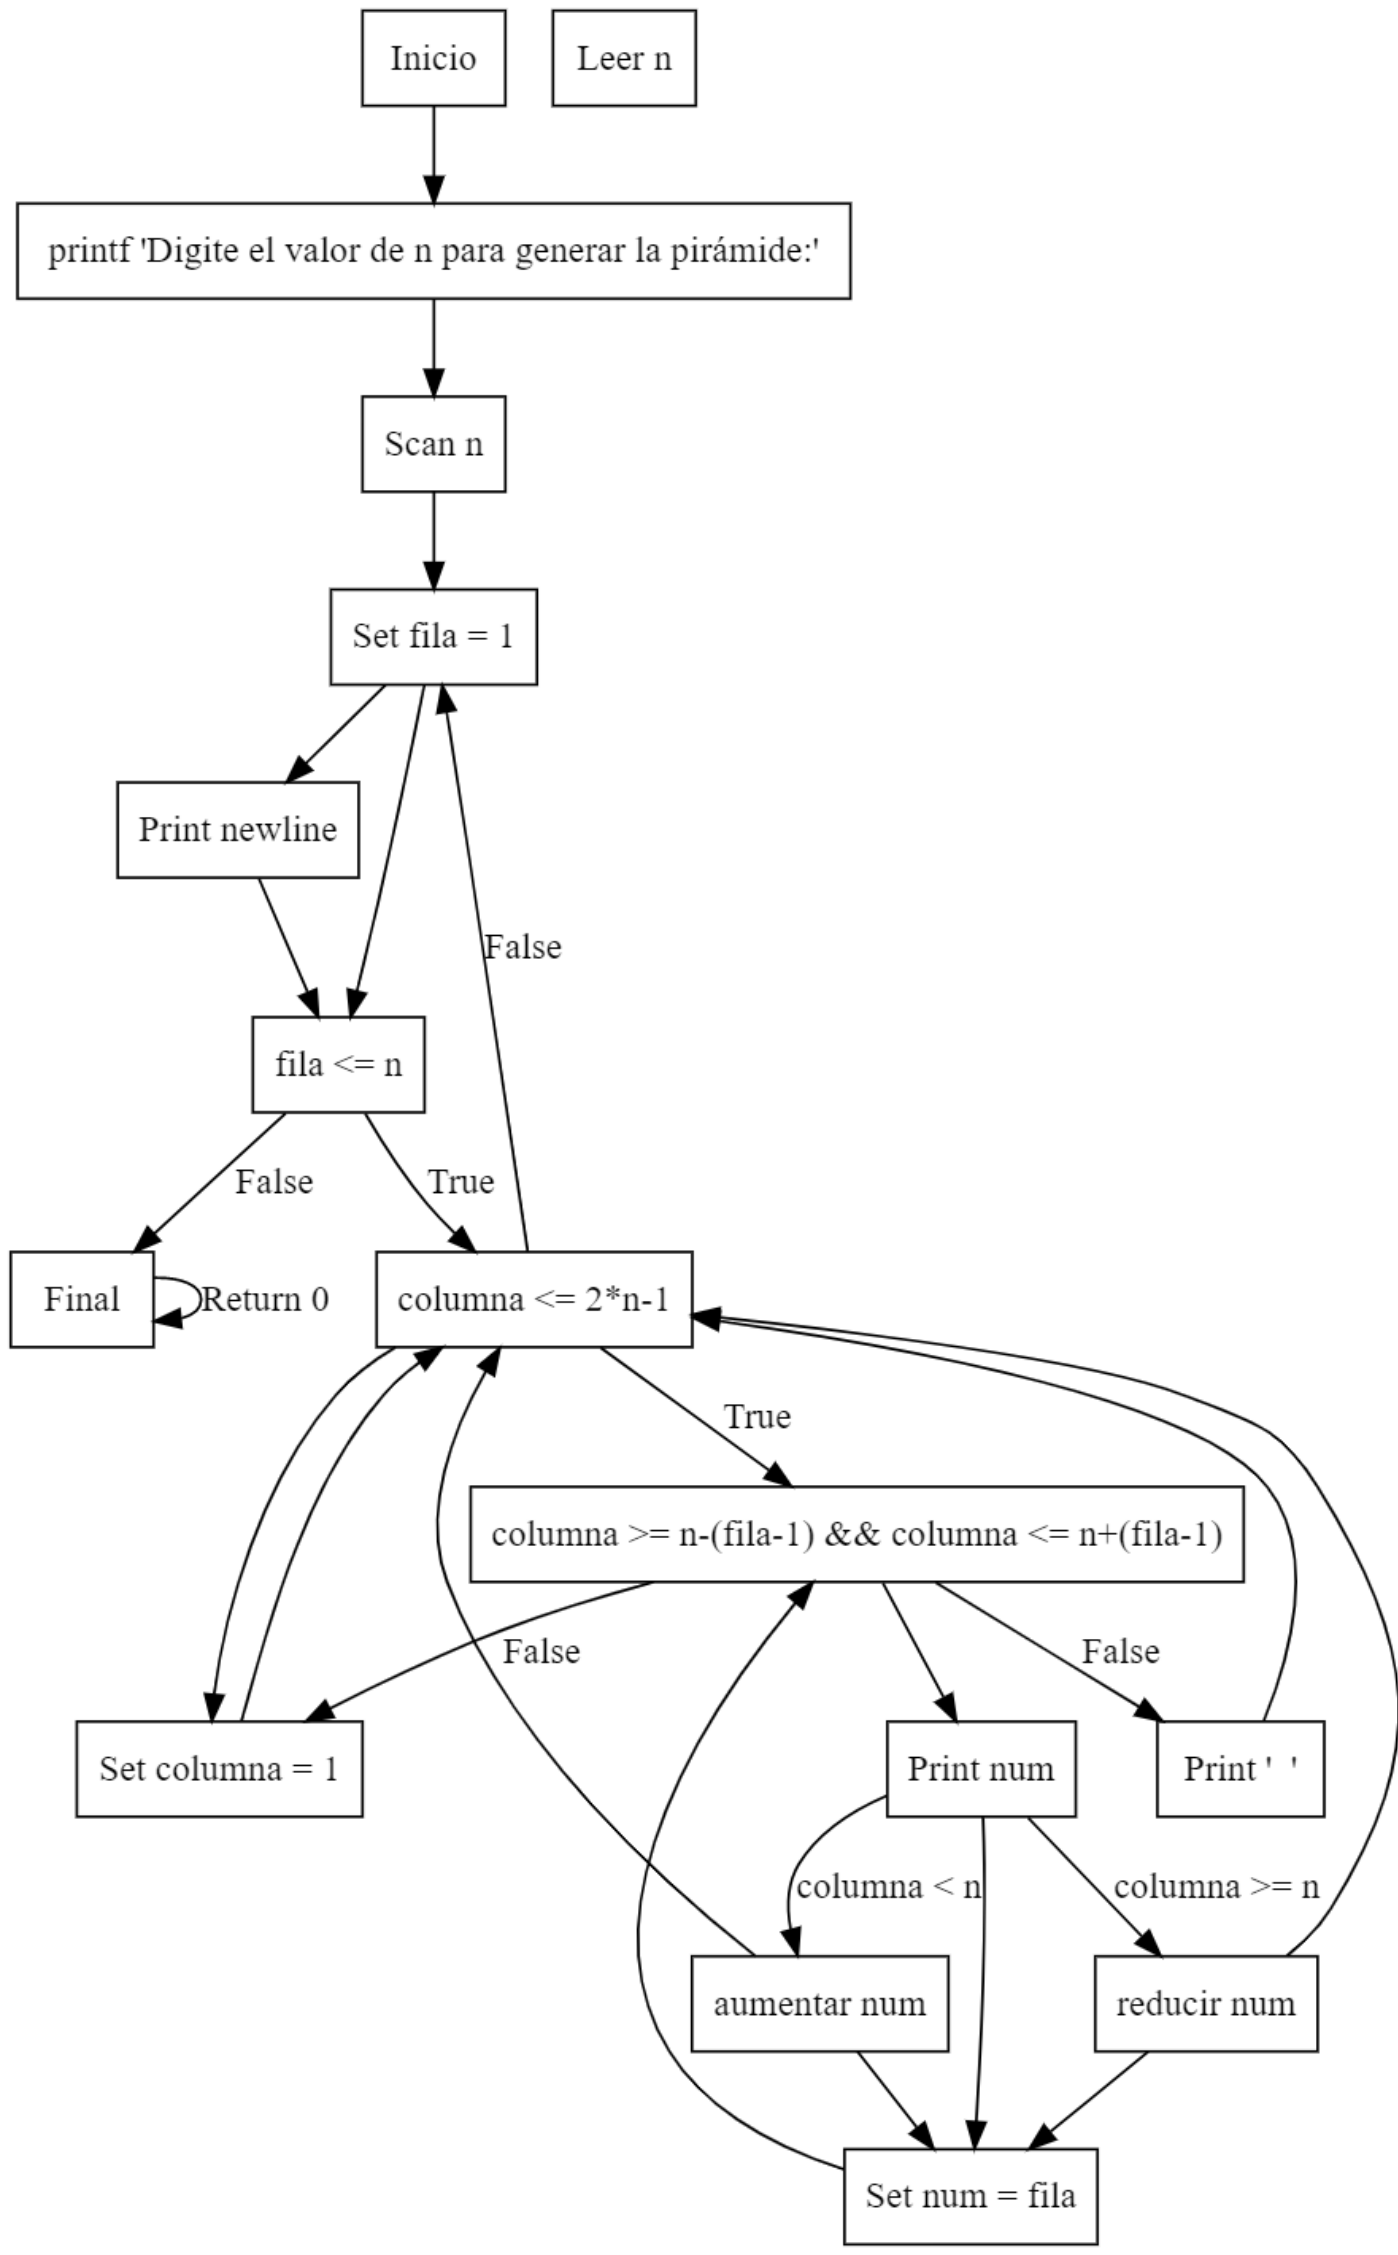 Inicio
Leer n
printf 'Digite el valor de n para generar la pirámide:'
Scan n
Set fila = 1
Print newline
False
fila <= n
False
True
Final
Return 0
columna <= 2*n-1
True
columna >= n-(fila-1) && columna <= n+(fila-1)
False
False
Set columna = 1
Print num
Print '  '
columna < n
columna >= n
aumentar num
reducir num
Set num = fila